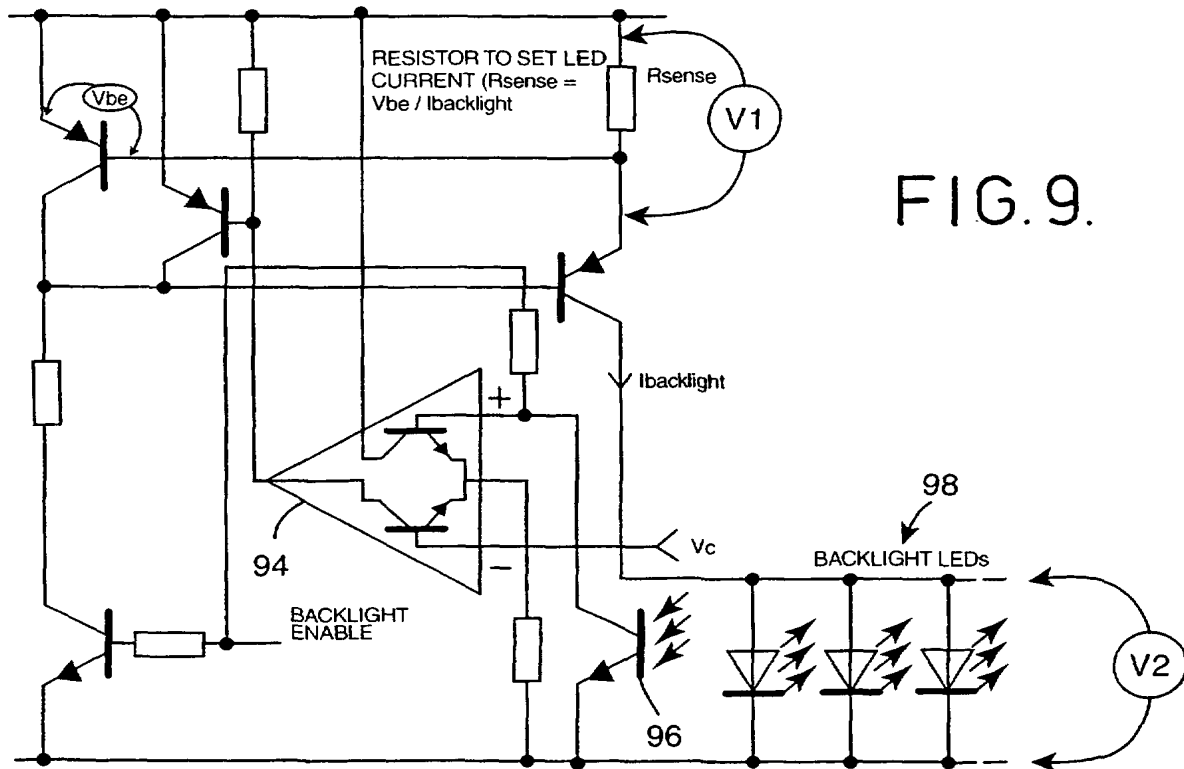 RESISTOR TO SET LED
CURRENT (Rsense =
Vbe / Ibacklight
Rsense
Vbe
V1
FIG. 9.
Ibacklight
+
98
94
Vc
BACKLIGHT LEDs
−
BACKLIGHT
ENABLE
96
V2